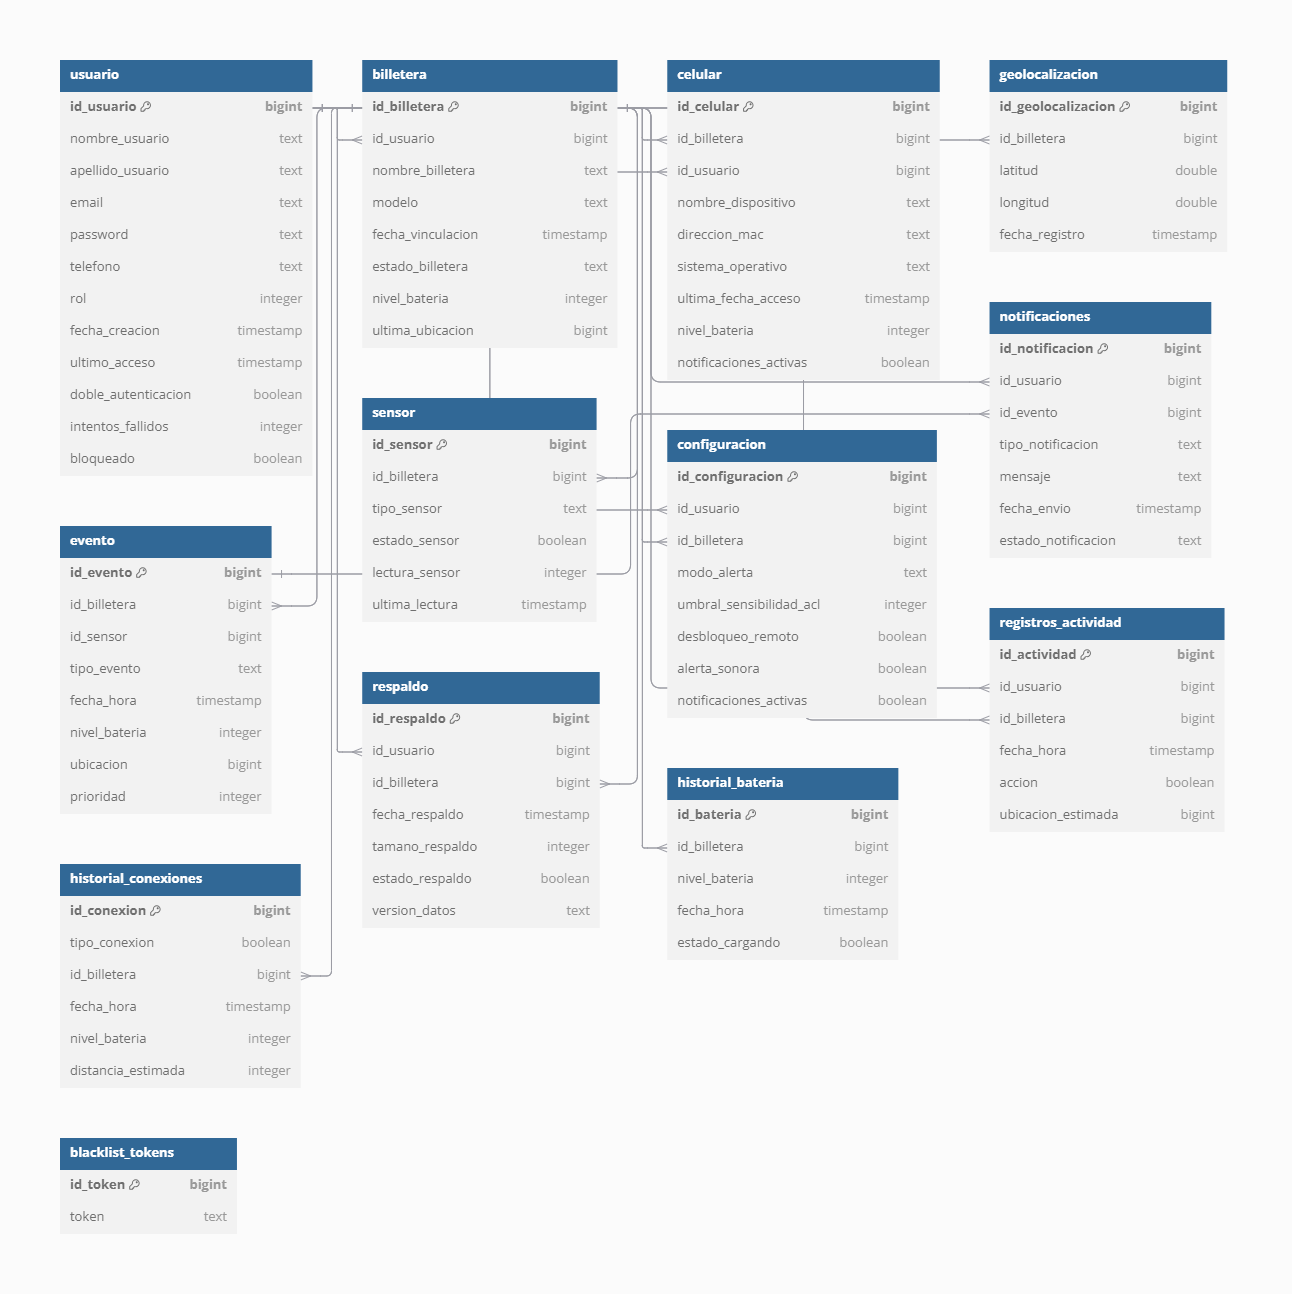 usuario
id_usuario bigint
nombre_usuario text
apellido_usuario text
email text
password text
telefono text
rol integer
fecha_creacion timestamp
ultimo_acceso timestamp
doble_autenticacion boolean
intentos_fallidos integer
bloqueado boolean
evento
id_evento bigint
id_billetera bigint
id_sensor bigint
tipo_evento text
fecha_hora timestamp
nivel_bateria integer
ubicacion bigint
prioridad integer
historial_conexiones
id_conexion bigint
tipo_conexion boolean
id_billetera bigint
fecha_hora timestamp
nivel_bateria integer
distancia_estimada integer
blacklist_tokens
id_token bigint
token text
billetera
id_billetera bigint
id_usuario bigint
nombre_billetera text
modelo text
fecha_vinculacion timestamp
estado_billetera text
nivel_bateria integer
ultima_ubicacion bigint
sensor
id_sensor bigint
id_billetera bigint
tipo_sensor text
estado_sensor boolean
lectura_sensor integer
ultima_lectura timestamp
respaldo
id_respaldo bigint
id_usuario bigint
id_billetera bigint
fecha_respaldo timestamp
tamano_respaldo integer
estado_respaldo boolean
version_datos text
celular
id_celular bigint
id_billetera bigint
id_usuario bigint
nombre_dispositivo text
direccion_mac text
sistema_operativo text
ultima_fecha_acceso timestamp
nivel_bateria integer
notificaciones_activas boolean
configuracion
id_configuracion bigint
id_usuario bigint
id_billetera bigint
modo_alerta text
umbral_sensibilidad_acl integer
desbloqueo_remoto boolean
alerta_sonora boolean
notificaciones_activas boolean
historial_bateria
id_bateria bigint
id_billetera bigint
nivel_bateria integer
fecha_hora timestamp
estado_cargando boolean
geolocalizacion
id_geolocalizacion bigint
id_billetera bigint
latitud double
longitud double
fecha_registro timestamp
notificaciones
id_notificacion bigint
id_usuario bigint
id_evento bigint
tipo_notificacion text
mensaje text
fecha_envio timestamp
estado_notificacion text
registros_actividad
id_actividad bigint
id_usuario bigint
id_billetera bigint
fecha_hora timestamp
accion boolean
ubicacion_estimada bigint